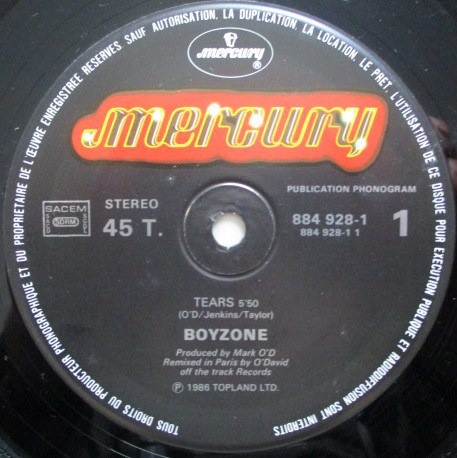 TOUS DROITS DU PRODUCTEUR PHONOGRAPHIQUE ET DU PROPRIETAIRE DE L'ŒUVRE ENREGISTREE RESERVES SAUF AUTORISATION. LA DUPLICATION, LA LOCATION, LE PRET, L'UTILISATION DE CE DISQUE POUR EXECUTION PUBLIQUE ET RADIODIFFUSION SONT INTERDITS
mercury
®
mercury
PUBLICATION PHONOGRAM
SACEM
SDRM
STEREO
45 T.
884 928-1
884 928-1 1
1
TEARS 5'50
(O'D/Jenkins/Taylor)
BOYZONE
Produced by Mark O'D
Remixed in Paris by O'David
off the track Records
℗ 1986 TOPLAND LTD.